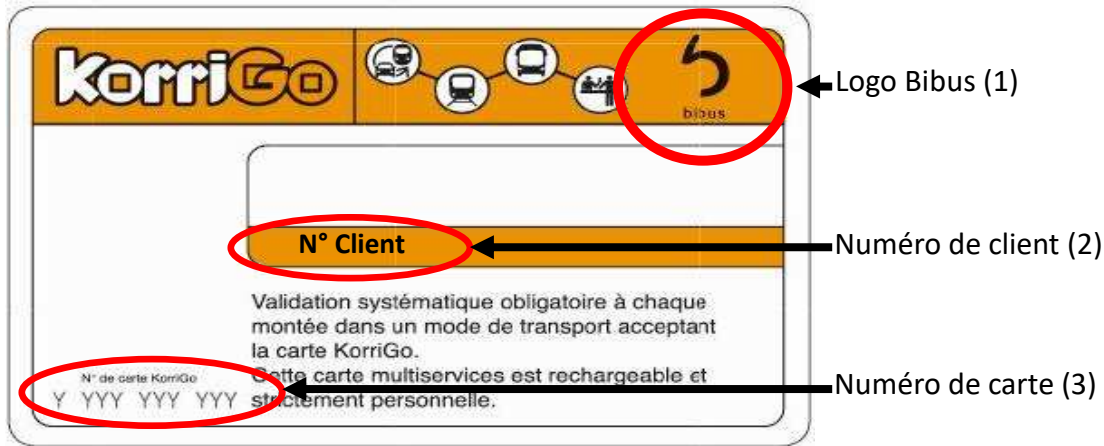 KorriGo
bibus
Logo Bibus (1)
N° Client
Numéro de client (2)
Validation systématique obligatoire à chaque
montée dans un mode de transport acceptant
la carte KorriGo.
Cette carte multiservices est rechargeable et
strictement personnelle.
N° de carte KorriGo
Y YYY YYY YYY
Numéro de carte (3)